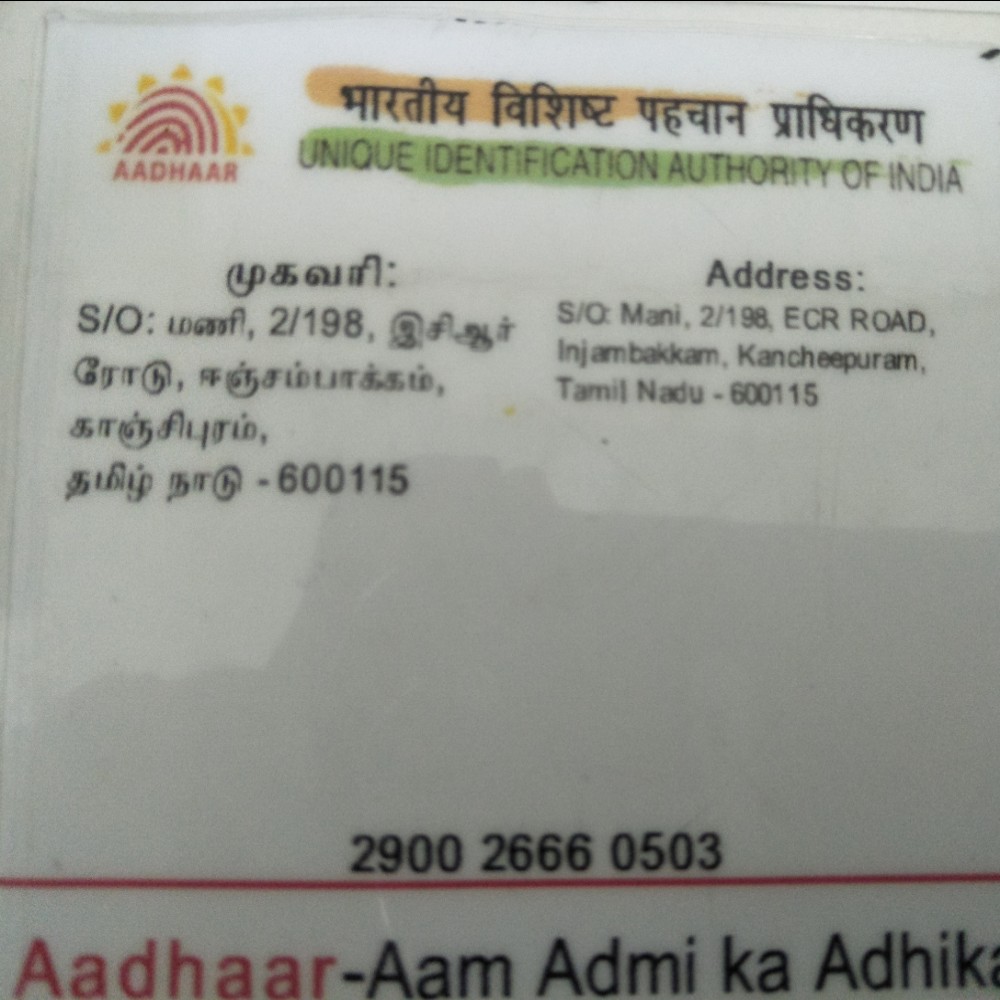 भारतीय विशिष्ट पहचान प्राधिकरण
UNIQUE IDENTIFICATION AUTHORITY OF INDIA
AADHAAR
முகவரி:
S/O: மணி, 2/198, இசிஆர்
ரோடு, ஈஞ்சம்பாக்கம்,
காஞ்சிபுரம்,
தமிழ் நாடு - 600115
Address:
S/O: Mani, 2/198, ECR ROAD,
Injambakkam, Kancheepuram,
Tamil Nadu - 600115
2900 2666 0503
Aadhaar-Aam Admi ka Adhika